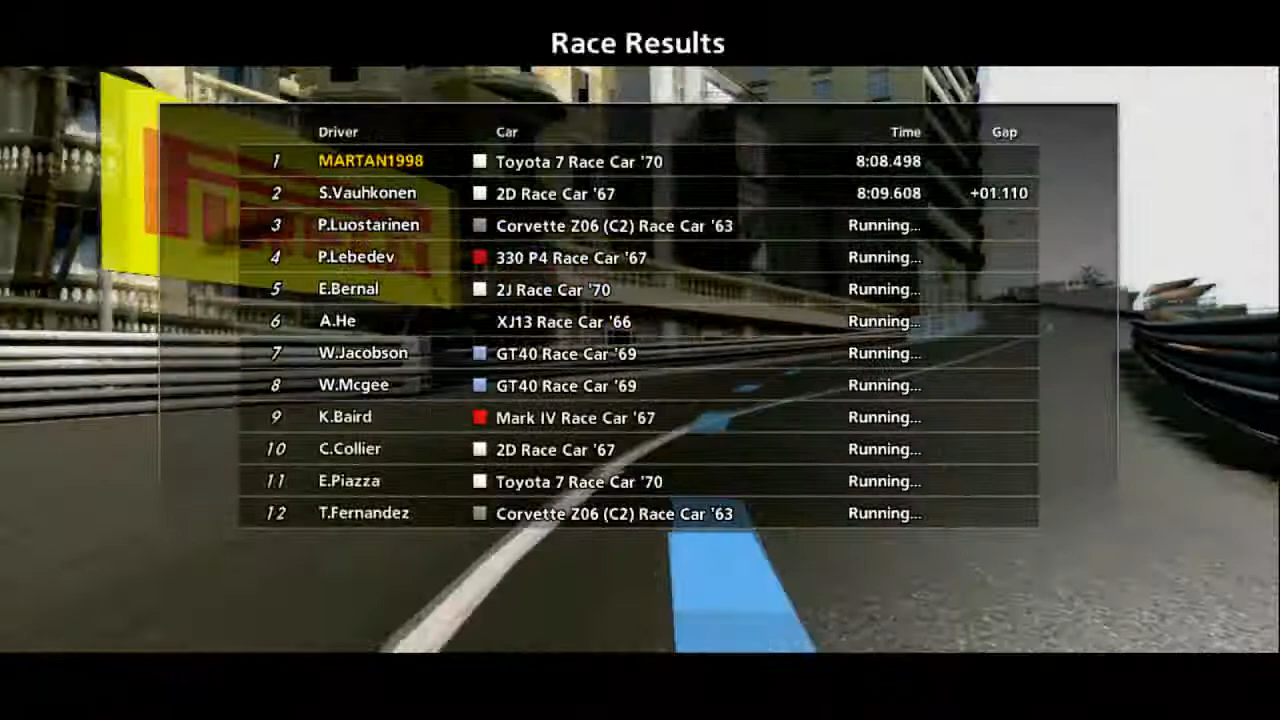 Race Results
Driver Car Time Gap
1 MARTAN1998 Toyota 7 Race Car '70 8:08.498
2 S.Vauhkonen 2D Race Car '67 8:09.608 +01.110
3 P.Luostarinen Corvette Z06 (C2) Race Car '63 Running...
4 P.Lebedev 330 P4 Race Car '67 Running...
5 E.Bernal 2J Race Car '70 Running...
6 A.He XJ13 Race Car '66 Running...
7 W.Jacobson GT40 Race Car '69 Running...
8 W.Mcgee GT40 Race Car '69 Running...
9 K.Baird Mark IV Race Car '67 Running...
10 C.Collier 2D Race Car '67 Running...
11 E.Piazza Toyota 7 Race Car '70 Running...
12 T.Fernandez Corvette Z06 (C2) Race Car '63 Running...